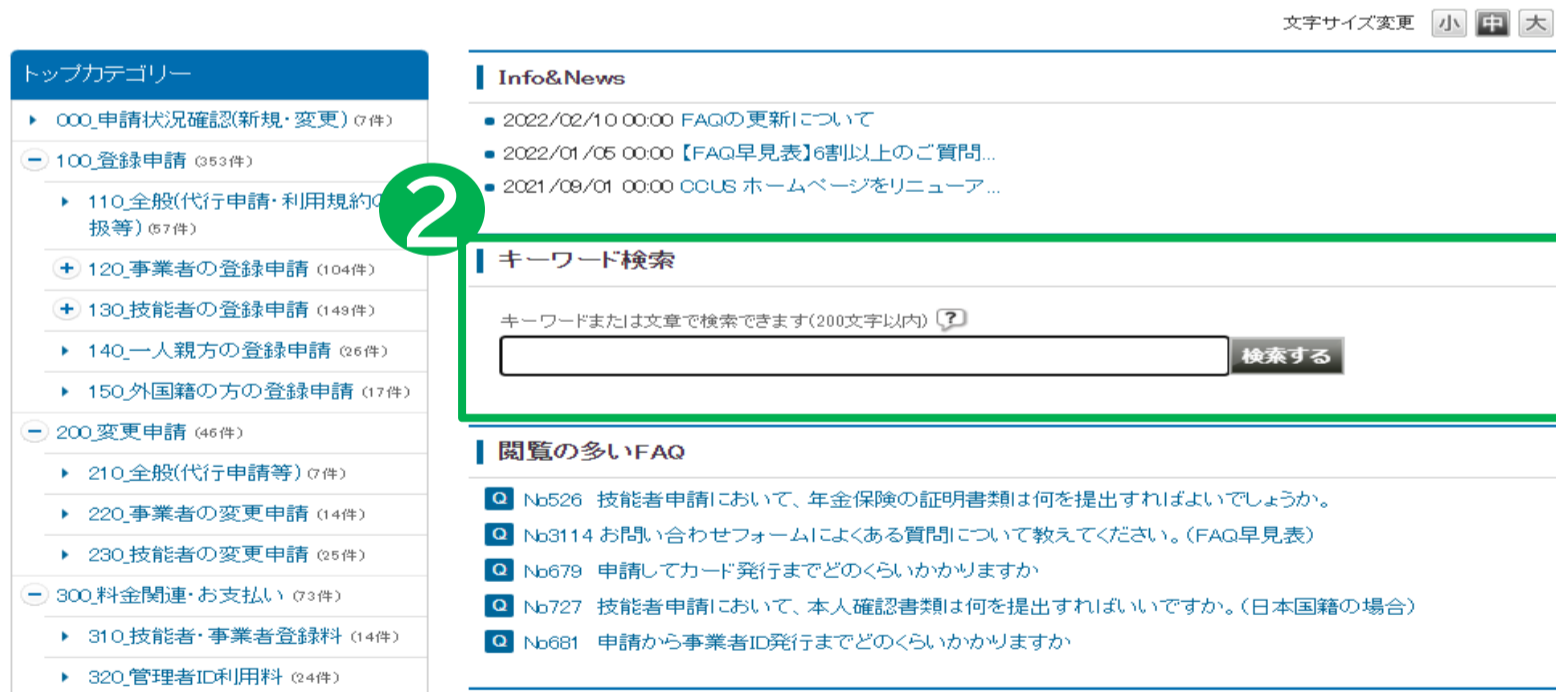 文字サイズ変更 小 中 大
トップカテゴリー
000_申請状況確認(新規・変更) (7件)
100_登録申請 (353件)
110_全般(代行申請・利用規約の
扱等) (57件)
120_事業者の登録申請 (104件)
130_技能者の登録申請 (149件)
140_一人親方の登録申請 (26件)
150_外国籍の方の登録申請 (17件)
200_変更申請 (46件)
210_全般(代行申請等) (7件)
220_事業者の変更申請 (14件)
230_技能者の変更申請 (25件)
300_料金関連・お支払い (73件)
310_技能者・事業者登録料 (14件)
320_管理者ID利用料 (24件)
Info&News
2022/02/10 00:00 FAQの更新について
2022/01/05 00:00 【FAQ早見表】6割以上のご質問...
2021/09/01 00:00 CCUS ホームページをリニューア...
2
キーワード検索
キーワードまたは文章で検索できます(200文字以内) ?
検索する
閲覧の多いFAQ
Q No526 技能者申請において、年金保険の証明書類は何を提出すればよいでしょうか。
Q No3114 お問い合わせフォームによくある質問について教えてください。(FAQ早見表)
Q No679 申請してカード発行までどのくらいかかりますか
Q No727 技能者申請において、本人確認書類は何を提出すればいいですか。(日本国籍の場合)
Q No681 申請から事業者ID発行までどのくらいかかりますか